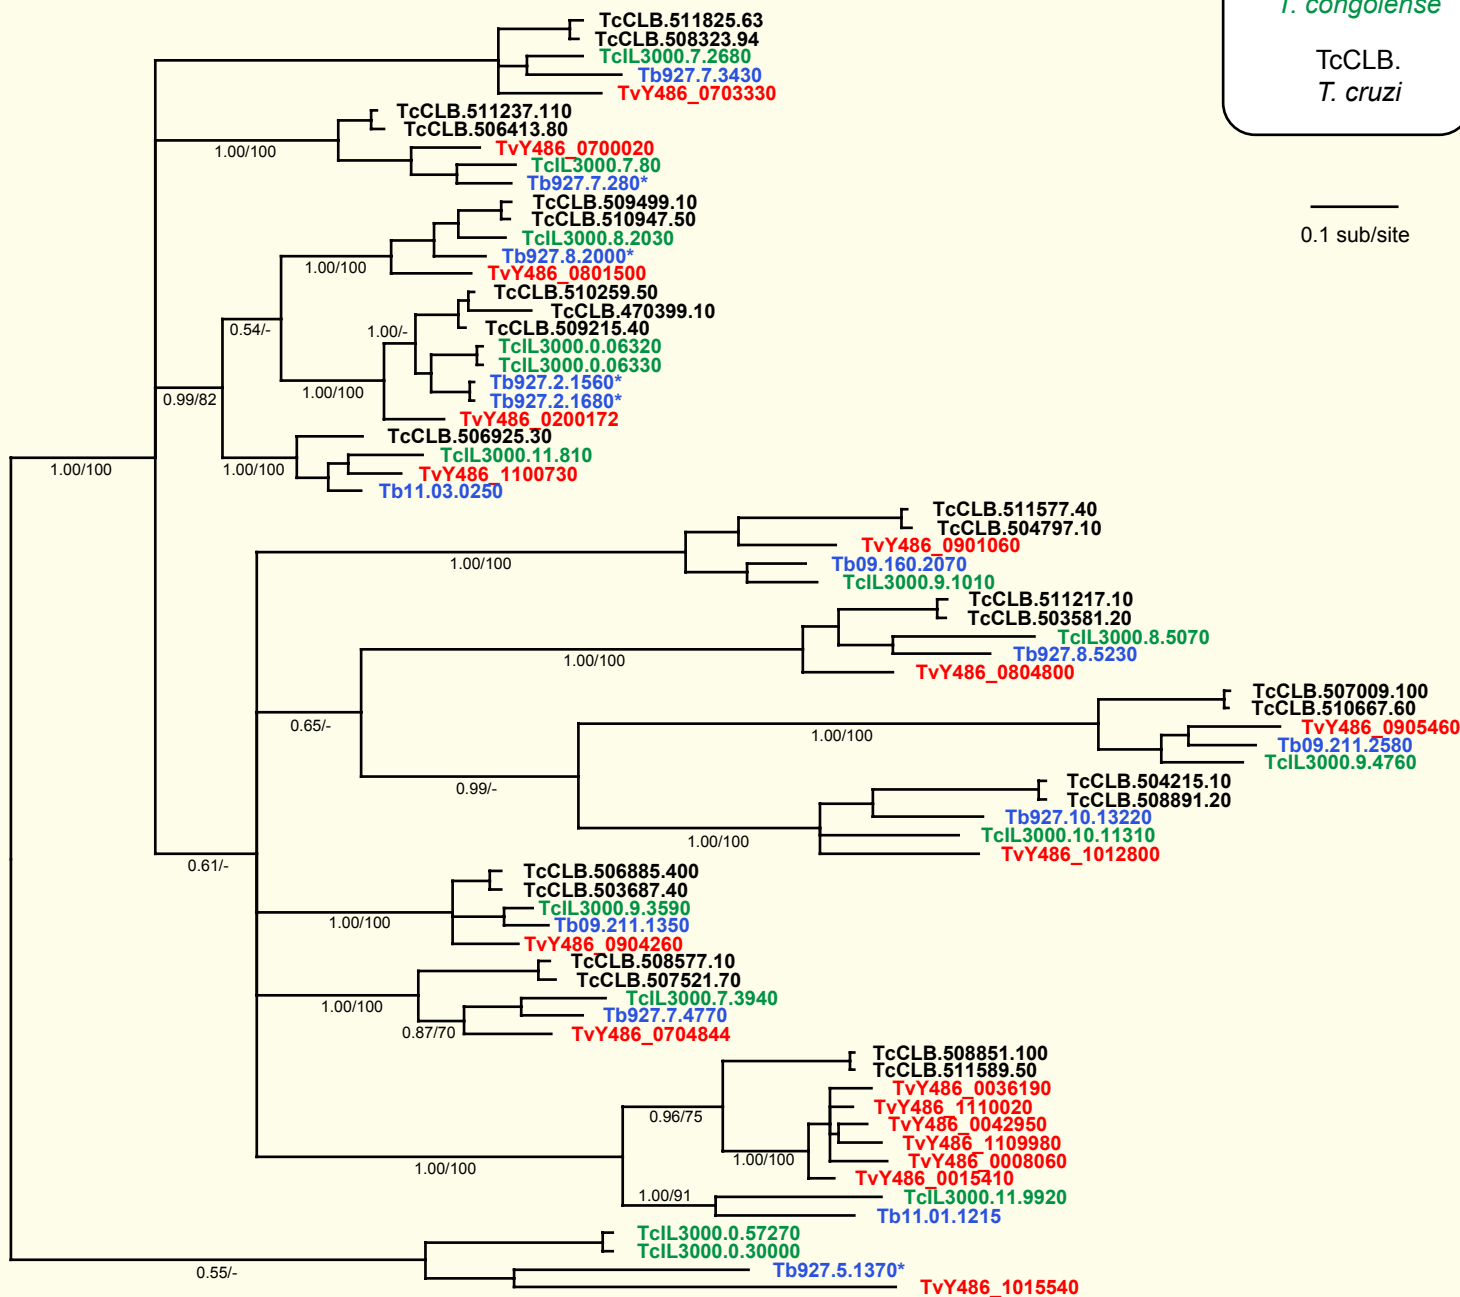 T. congolense
TcCLB.
T. cruzi
0.1 sub/site
TcCLB.511825.63
TcCLB.508323.94
TcIL3000.7.2680
Tb927.7.3430
TvY486_0703330
TcCLB.511237.110
TcCLB.506413.80
1.00/100
TvY486_0700020
TcIL3000.7.80
Tb927.7.280*
TcCLB.509499.10
TcCLB.510947.50
TcIL3000.8.2030
Tb927.8.2000*
1.00/100
TvY486_0801500
TcCLB.510259.50
TcCLB.470399.10
0.54/-
1.00/-
TcCLB.509215.40
TcIL3000.0.06320
TcIL3000.0.06330
Tb927.2.1560*
1.00/100
0.99/82
Tb927.2.1680*
TvY486_0200172
TcCLB.506925.30
TcIL3000.11.810
1.00/100
1.00/100
TvY486_1100730
Tb11.03.0250
TcCLB.511577.40
TcCLB.504797.10
TvY486_0901060
1.00/100
Tb09.160.2070
TcIL3000.9.1010
TcCLB.511217.10
TcCLB.503581.20
TcIL3000.8.5070
Tb927.8.5230
1.00/100
TvY486_0804800
TcCLB.507009.100
TcCLB.510667.60
0.65/-
TvY486_0905460
1.00/100
Tb09.211.2580
TcIL3000.9.4760
TcCLB.504215.10
0.99/-
TcCLB.508891.20
Tb927.10.13220
TcIL3000.10.11310
1.00/100
TvY486_1012800
0.61/-
TcCLB.506885.400
TcCLB.503687.40
TcIL3000.9.3590
1.00/100
Tb09.211.1350
TvY486_0904260
TcCLB.508577.10
TcCLB.507521.70
TcIL3000.7.3940
1.00/100
Tb927.7.4770
0.87/70
TvY486_0704844
TcCLB.508851.100
TcCLB.511589.50
TvY486_0036190
TvY486_1110020
0.96/75
TvY486_0042950
TvY486_1109980
1.00/100
TvY486_0008060
1.00/100
TvY486_0015410
1.00/91
TcIL3000.11.9920
Tb11.01.1215
TcIL3000.0.57270
TcIL3000.0.30000
0.55/-
Tb927.5.1370*
TvY486_1015540